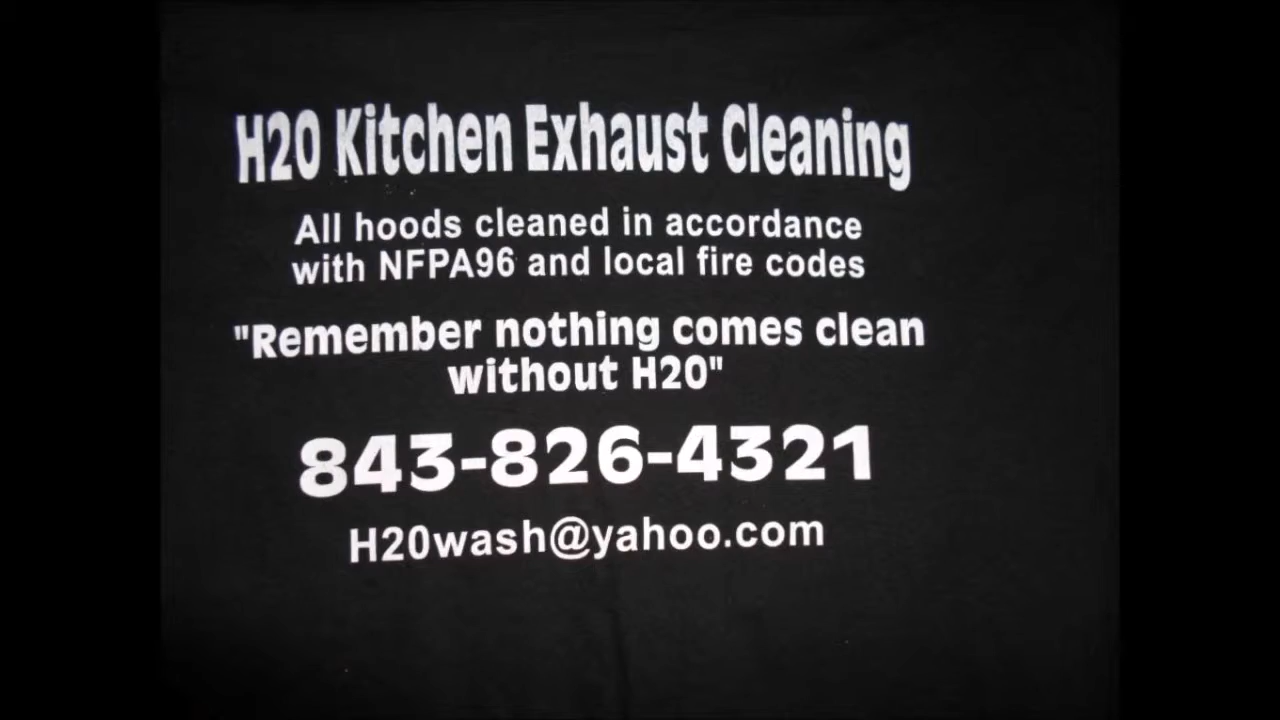 H20 Kitchen Exhaust Cleaning
All hoods cleaned in accordance
with NFPA96 and local fire codes
"Remember nothing comes clean
without H20"
843-826-4321
H20wash@yahoo.com